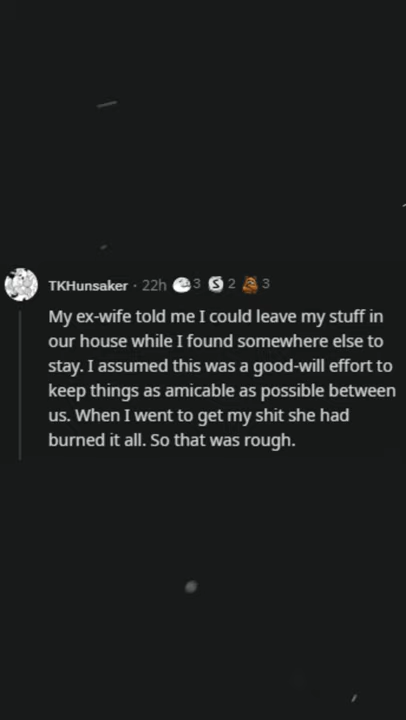 TKHunsaker · 22h 3 2 3
My ex-wife told me I could leave my stuff in
our house while I found somewhere else to
stay. I assumed this was a good-will effort to
keep things as amicable as possible between
us. When I went to get my shit she had
burned it all. So that was rough.